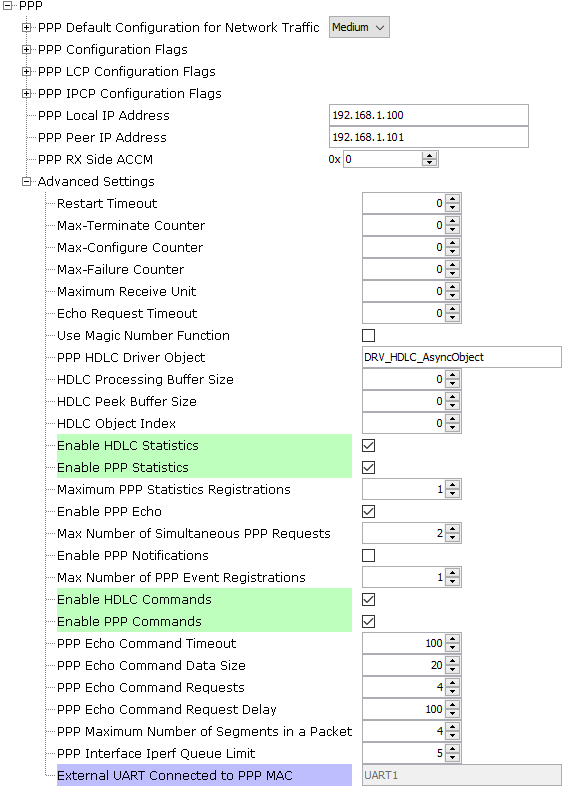 PPP
PPP Default Configuration for Network Traffic Medium
PPP Configuration Flags
PPP LCP Configuration Flags
PPP IPCP Configuration Flags
PPP Local IP Address 192.168.1.100
PPP Peer IP Address 192.168.1.101
PPP RX Side ACCM 0x 0
Advanced Settings
Restart Timeout 0
Max-Terminate Counter 0
Max-Configure Counter 0
Max-Failure Counter 0
Maximum Receive Unit 0
Echo Request Timeout 0
Use Magic Number Function
PPP HDLC Driver Object DRV_HDLC_AsyncObject
HDLC Processing Buffer Size 0
HDLC Peek Buffer Size 0
HDLC Object Index 0
Enable HDLC Statistics
Enable PPP Statistics
Maximum PPP Statistics Registrations 1
Enable PPP Echo
Max Number of Simultaneous PPP Requests 2
Enable PPP Notifications
Max Number of PPP Event Registrations 1
Enable HDLC Commands
Enable PPP Commands
PPP Echo Command Timeout 100
PPP Echo Command Data Size 20
PPP Echo Command Requests 4
PPP Echo Command Request Delay 100
PPP Maximum Number of Segments in a Packet 4
PPP Interface Iperf Queue Limit 5
External UART Connected to PPP MAC UART1